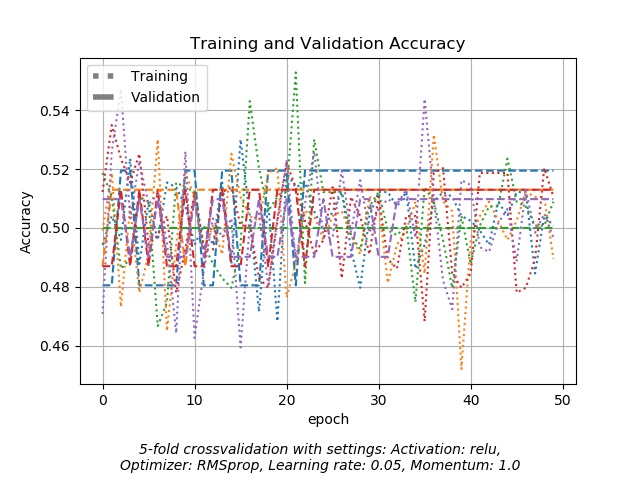 Training and Validation Accuracy
Training
Validation
0.54
0.52
0.50
0.48
0.46
Accuracy
0
10
20
30
40
50
epoch
5-fold crossvalidation with settings: Activation: relu,
Optimizer: RMSprop, Learning rate: 0.05, Momentum: 1.0